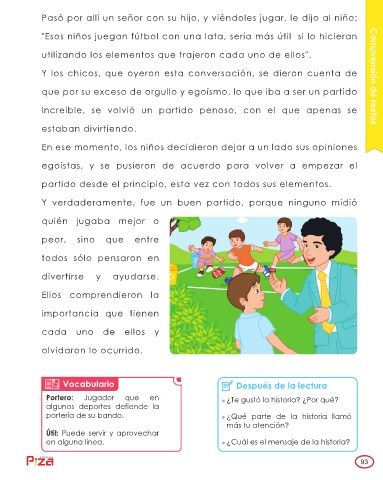 Pasó por allí un señor con su hijo, y viéndoles jugar, le dijo al niño:
"Esos niños juegan fútbol con una lata, sería más útil si lo hicieran
utilizando los elementos que trajeron cada uno de ellos".
Y los chicos, que oyeron esta conversación, se dieron cuenta de
que por su exceso de orgullo y egoísmo, lo que iba a ser un partido
increíble, se volvió un partido penoso, con el que apenas se
estaban divirtiendo.
En ese momento, los niños decidieron dejar a un lado sus opiniones
egoístas, y se pusieron de acuerdo para volver a empezar el
partido desde el principio, esta vez con todos sus elementos.
Y verdaderamente, fue un buen partido, porque ninguno midió
quién jugaba mejor o
peor, sino que entre
todos sólo pensaron en
divertirse y ayudarse.
Ellos comprendieron la
importancia que tienen
cada uno de ellos y
olvidaron lo ocurrido.
Comprensión de textos
Vocabulario
Portero: Jugador que en
algunos deportes defiende la
portería de su bando.
Útil: Puede servir y aprovechar
en alguna línea.
Después de la lectura
• ¿Te gustó la historia? ¿Por qué?
• ¿Qué parte de la historia llamó
más tu atención?
• ¿Cuál es el mensaje de la historia?
93